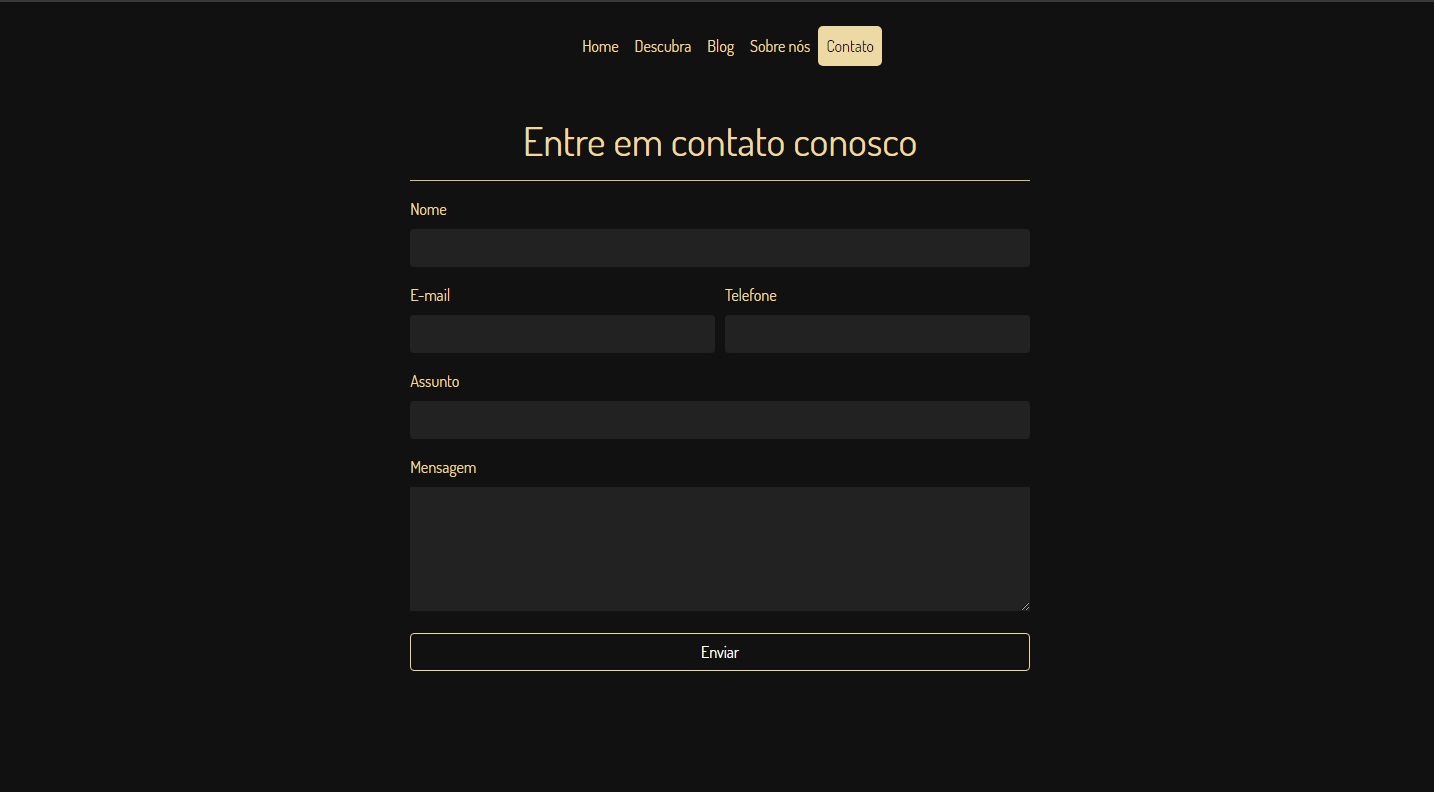 Home Descubra Blog Sobre nós Contato
Entre em contato conosco
Nome
E-mail Telefone
Assunto
Mensagem
Enviar